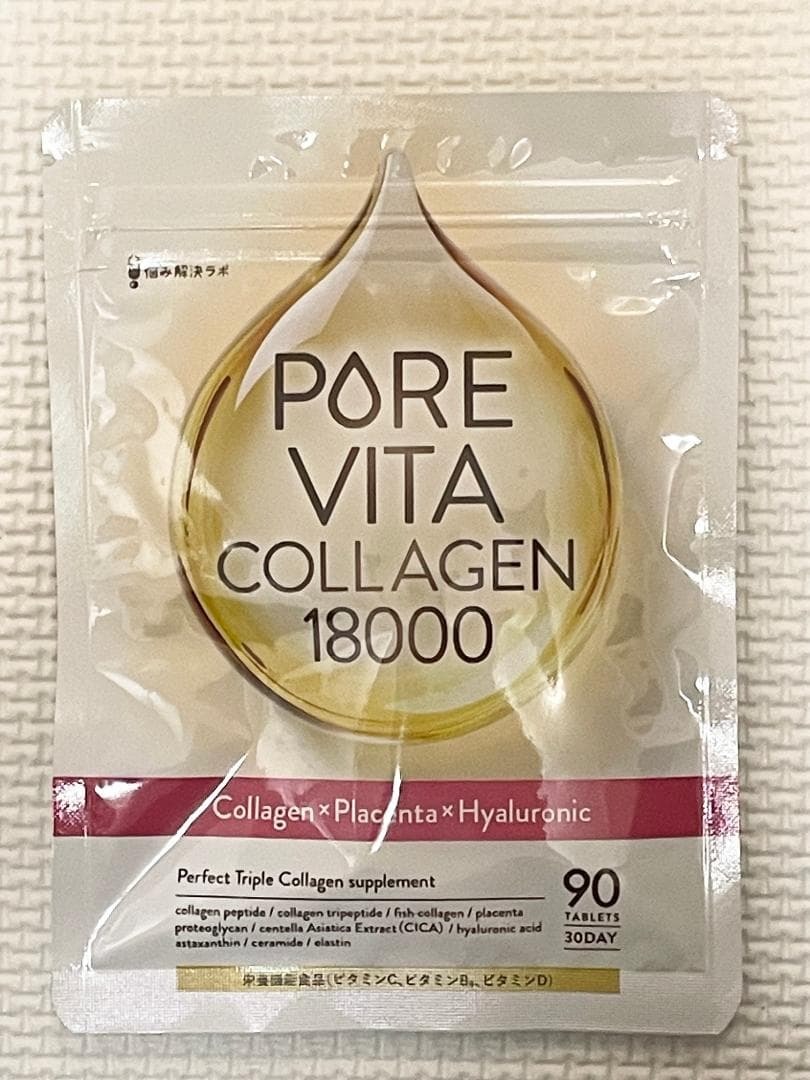 悩み解決ラボ
PORE
VITA
COLLAGEN
18000
Collagen×Placenta×Hyaluronic
Perfect Triple Collagen supplement
collagen peptide / collagen tripeptide / fish collagen / placenta
proteoglycan / centella Asiatica Extract (CICA) / hyaluronic acid
astaxanthin / ceramide / elastin
90
TABLETS
30DAY
栄養機能食品(ビタミンC、ビタミンB₆、ビタミンD)